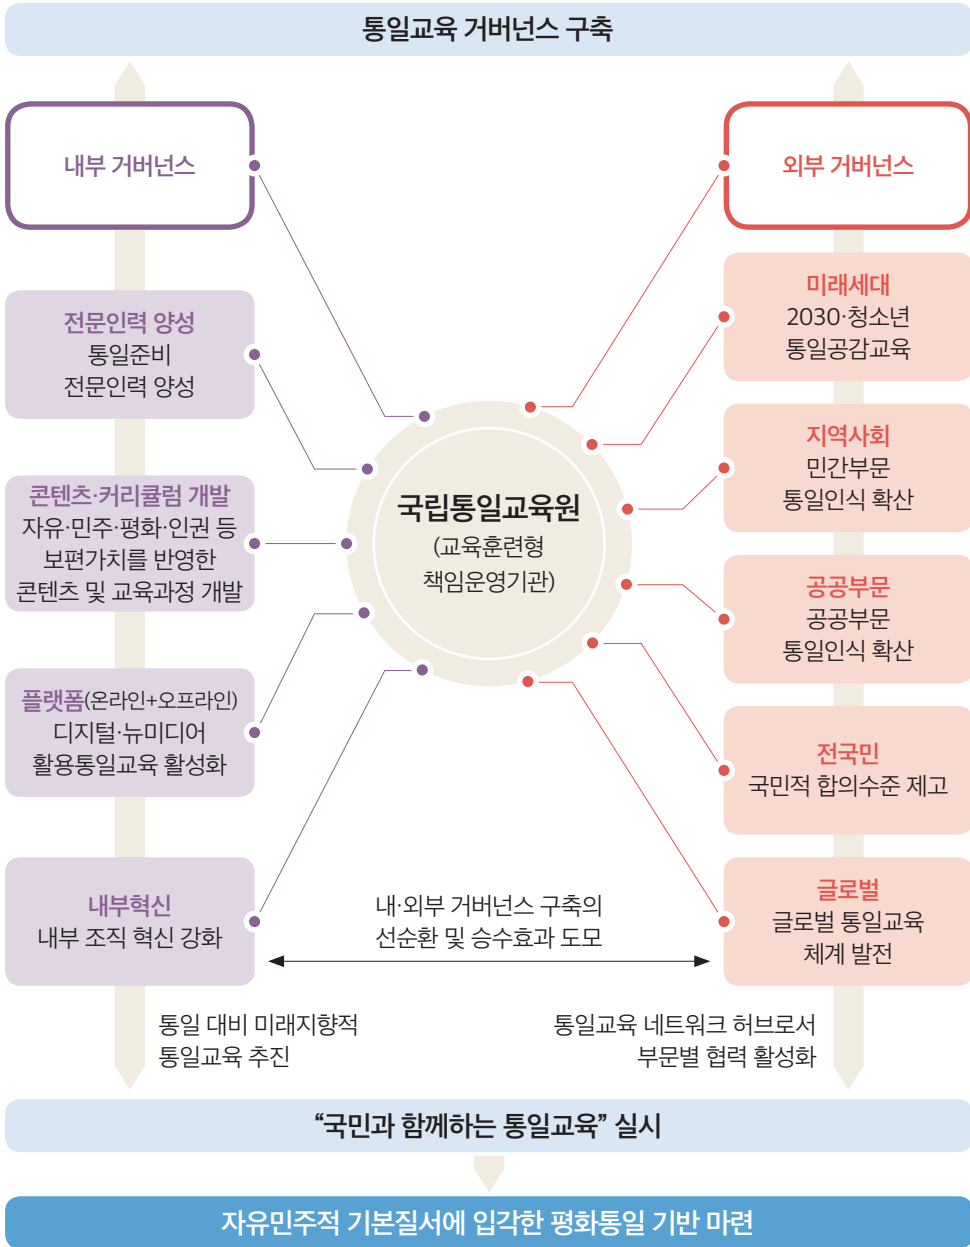 통일교육 거버넌스 구축
내부 거버넌스
전문인력 양성
통일준비
전문인력 양성
콘텐츠·커리큘럼 개발
자유·민주·평화·인권 등
보편가치를 반영한
콘텐츠 및 교육과정 개발
플랫폼(온라인+오프라인)
디지털·뉴미디어
활용통일교육 활성화
내부혁신
내부 조직 혁신 강화
국립통일교육원
(교육훈련형
책임운영기관)
외부 거버넌스
미래세대
2030·청소년
통일공감교육
지역사회
민간부문
통일인식 확산
공공부문
공공부문
통일인식 확산
전국민
국민적 합의수준 제고
글로벌
글로벌 통일교육
체계 발전
내·외부 거버넌스 구축의
선순환 및 승수효과 도모
통일 대비 미래지향적
통일교육 추진
통일교육 네트워크 허브로서
부문별 협력 활성화
“국민과 함께하는 통일교육” 실시
자유민주적 기본질서에 입각한 평화통일 기반 마련